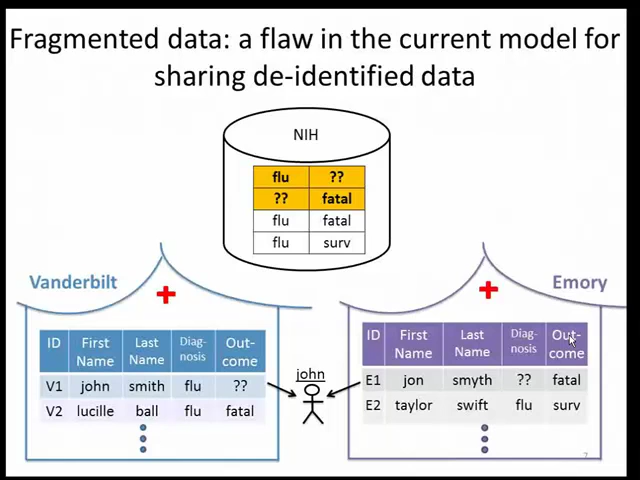 Fragmented data: a flaw in the current model for
sharing de-identified data
NIH
flu ??
?? fatal
flu fatal
flu surv
Vanderbilt
Emory
ID First Name Last Name Diag-nosis Out-come
V1 john smith flu ??
V2 lucille ball flu fatal
john
ID First Name Last Name Diag-nosis Out-come
E1 jon smyth ?? fatal
E2 taylor swift flu surv
7